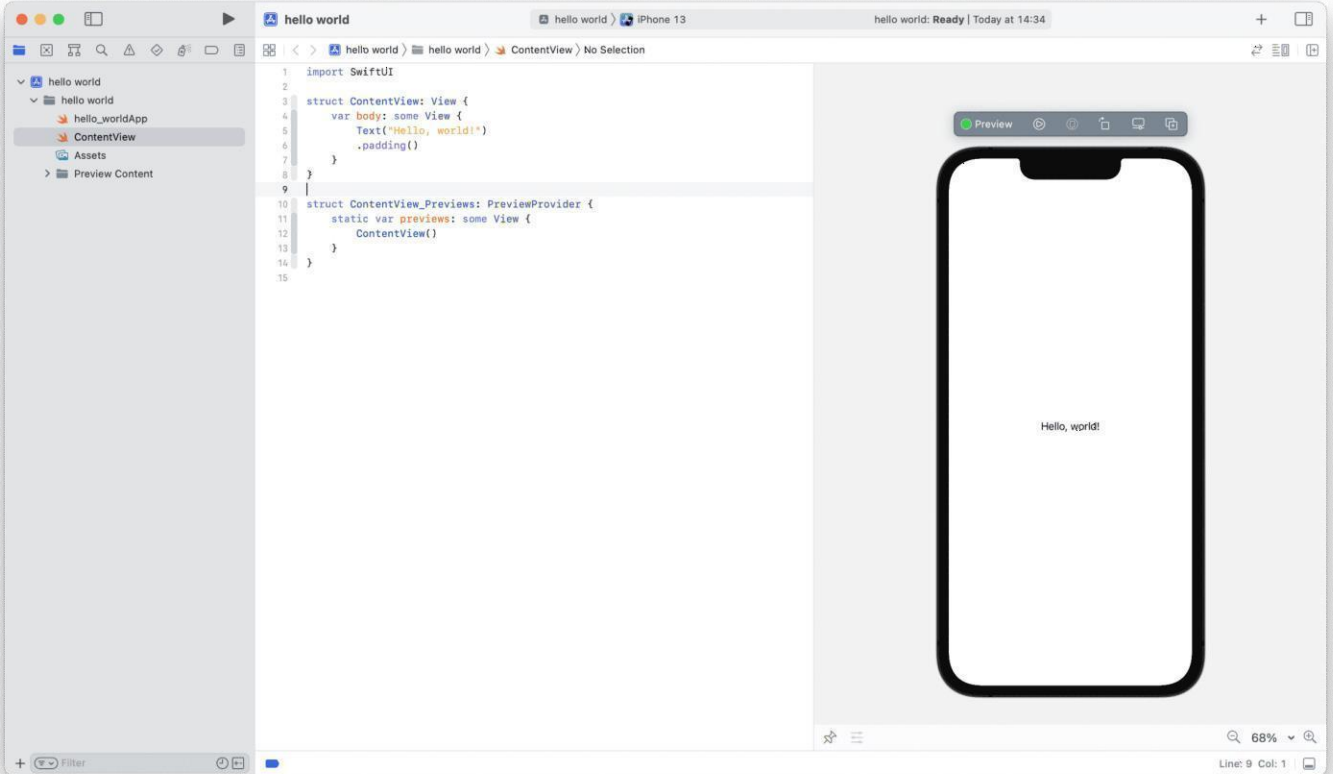 hello world
hello world 〉 iPhone 13
hello world: Ready | Today at 14:34
hello world 〉 hello world 〉 ContentView 〉 No Selection
hello world
hello world
hello_worldApp
ContentView
Assets
Preview Content
1 import SwiftUI
2
3 struct ContentView: View {
4     var body: some View {
5         Text("Hello, world!")
6         .padding()
7     }
8 }
9
10 struct ContentView_Previews: PreviewProvider {
11     static var previews: some View {
12         ContentView()
13     }
14 }
15
Preview
Hello, world!
68%
Filter
Line: 9 Col: 1